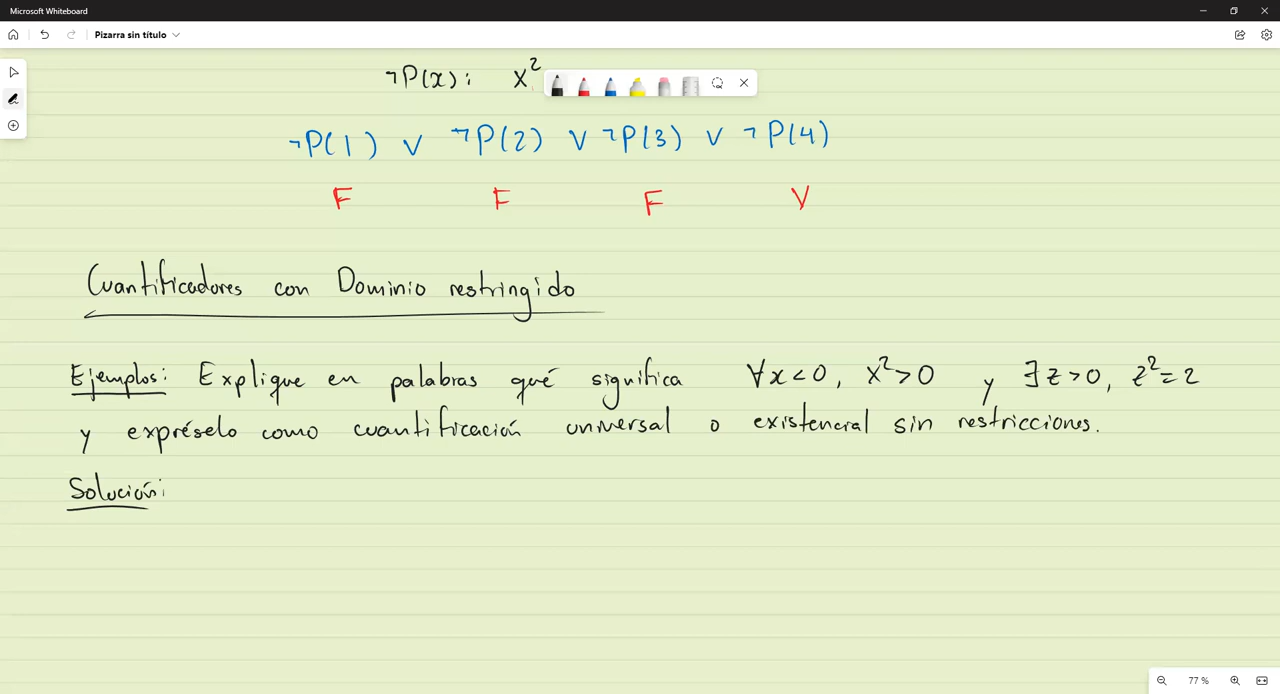 Microsoft Whiteboard
Pizarra sin título
¬P(x): x²
¬P(1) ∨ ¬P(2) ∨ ¬P(3) ∨ ¬P(4)
F F F V
Cuantificadores con Dominio restringido
Ejemplos: Explique en palabras qué significa ∀x<0, x²>0 y ∃z>0, z²=2
y expréselo como cuantificación universal o existencial sin restricciones.
Solución:
77 %